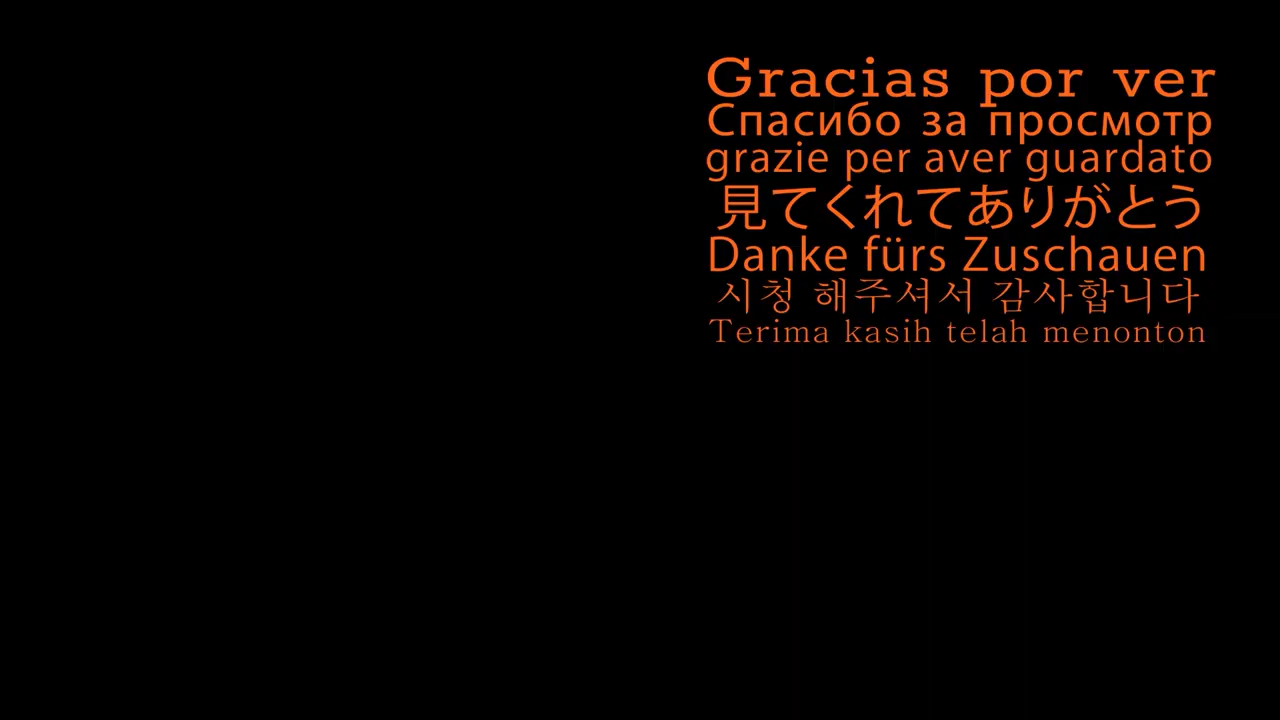 Gracias por ver
Спасибо за просмотр
grazie per aver guardato
見てくれてありがとう
Danke fürs Zuschauen
시청 해주셔서 감사합니다
Terima kasih telah menonton